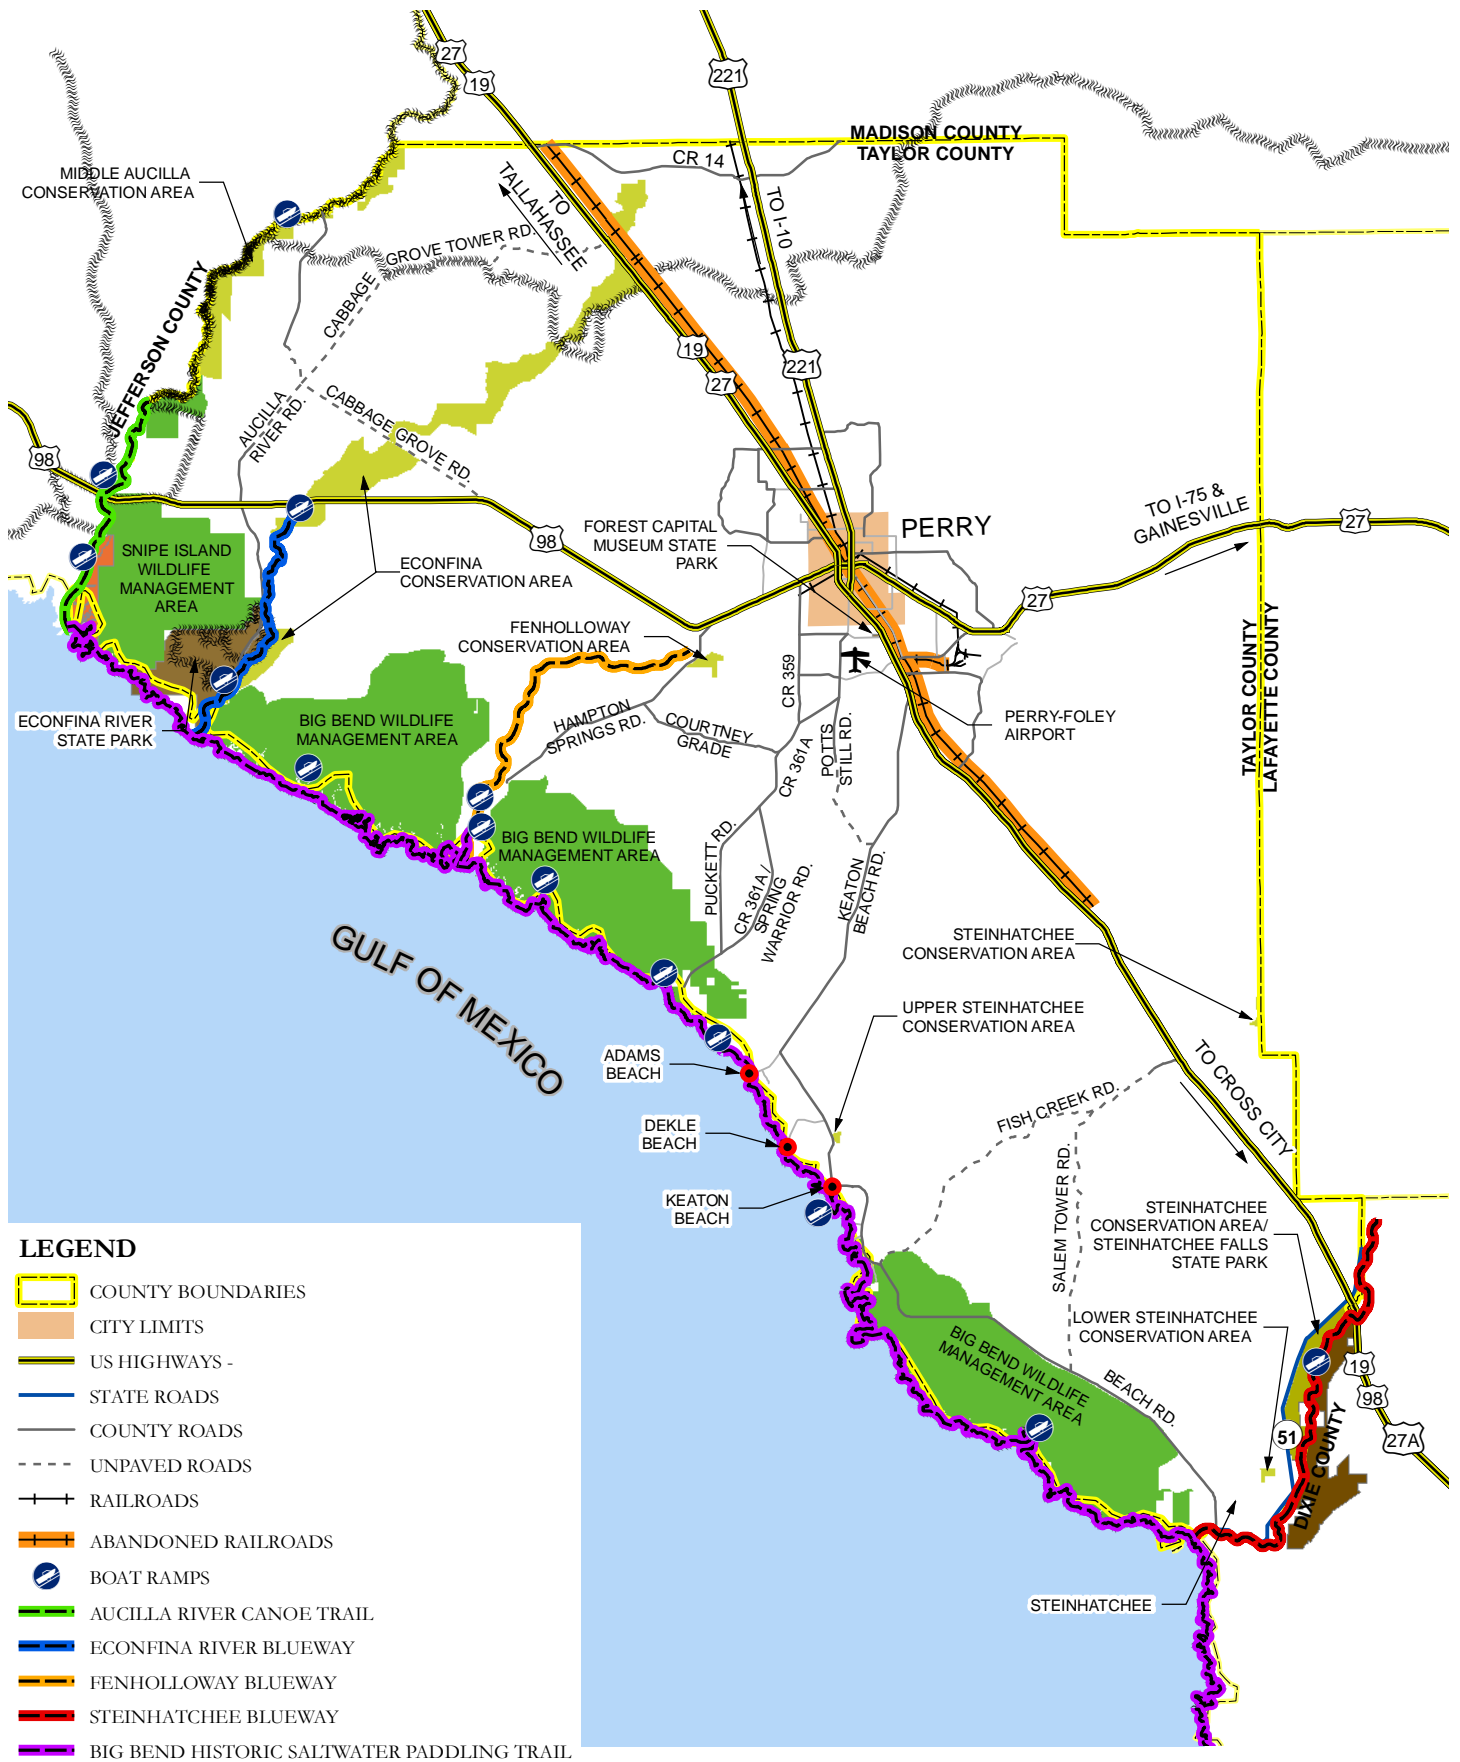 27
19
221
MADISON COUNTY
TAYLOR COUNTY
CR 14
MIDDLE AUCILLA
CONSERVATION AREA
TO
TALLAHASSEE
TO I-10
GROVE TOWER RD.
CABBAGE
JEFFERSON COUNTY
19
27
221
AUCILLA
RIVER RD.
CABBAGE GROVE RD.
98
98
TO I-75 &
GAINESVILLE
27
27
PERRY
FOREST CAPITAL
MUSEUM STATE
PARK
SNIPE ISLAND
WILDLIFE
MANAGEMENT
AREA
ECONFINA
CONSERVATION AREA
FENHOLLOWAY
CONSERVATION AREA
TAYLOR COUNTY
LAFAYETTE COUNTY
CR 359
ECONFINA RIVER
STATE PARK
BIG BEND WILDLIFE
MANAGEMENT AREA
HAMPTON
SPRINGS RD.
COURTNEY
GRADE
CR 361A
POTTS
STILL RD.
PERRY-FOLEY
AIRPORT
BIG BEND WILDLIFE
MANAGEMENT AREA
PUCKETT RD.
CR 361A /
SPRING
WARRIOR RD.
KEATON
BEACH RD.
GULF OF MEXICO
STEINHATCHEE
CONSERVATION AREA
UPPER STEINHATCHEE
CONSERVATION AREA
ADAMS
BEACH
DEKLE
BEACH
KEATON
BEACH
FISH CREEK RD.
SALEM TOWER RD.
TO CROSS CITY
STEINHATCHEE
CONSERVATION AREA/
STEINHATCHEE FALLS
STATE PARK
LOWER STEINHATCHEE
CONSERVATION AREA
BIG BEND WILDLIFE
MANAGEMENT
AREA
BEACH RD.
19
98
27A
51
DIXIE COUNTY
STEINHATCHEE
LEGEND
COUNTY BOUNDARIES
CITY LIMITS
US HIGHWAYS -
STATE ROADS
COUNTY ROADS
UNPAVED ROADS
RAILROADS
ABANDONED RAILROADS
BOAT RAMPS
AUCILLA RIVER CANOE TRAIL
ECONFINA RIVER BLUEWAY
FENHOLLOWAY BLUEWAY
STEINHATCHEE BLUEWAY
BIG BEND HISTORIC SALTWATER PADDLING TRAIL